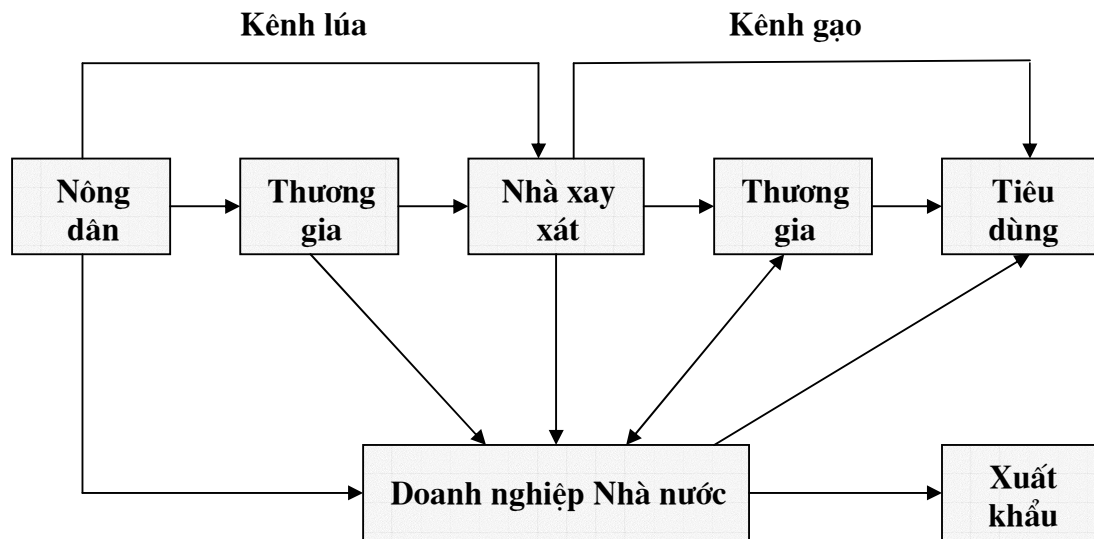 Kênh lúa
Kênh gạo
Nông
dân
Thương
gia
Nhà xay
xát
Thương
gia
Tiêu
dùng
Doanh nghiệp Nhà nước
Xuất
khẩu